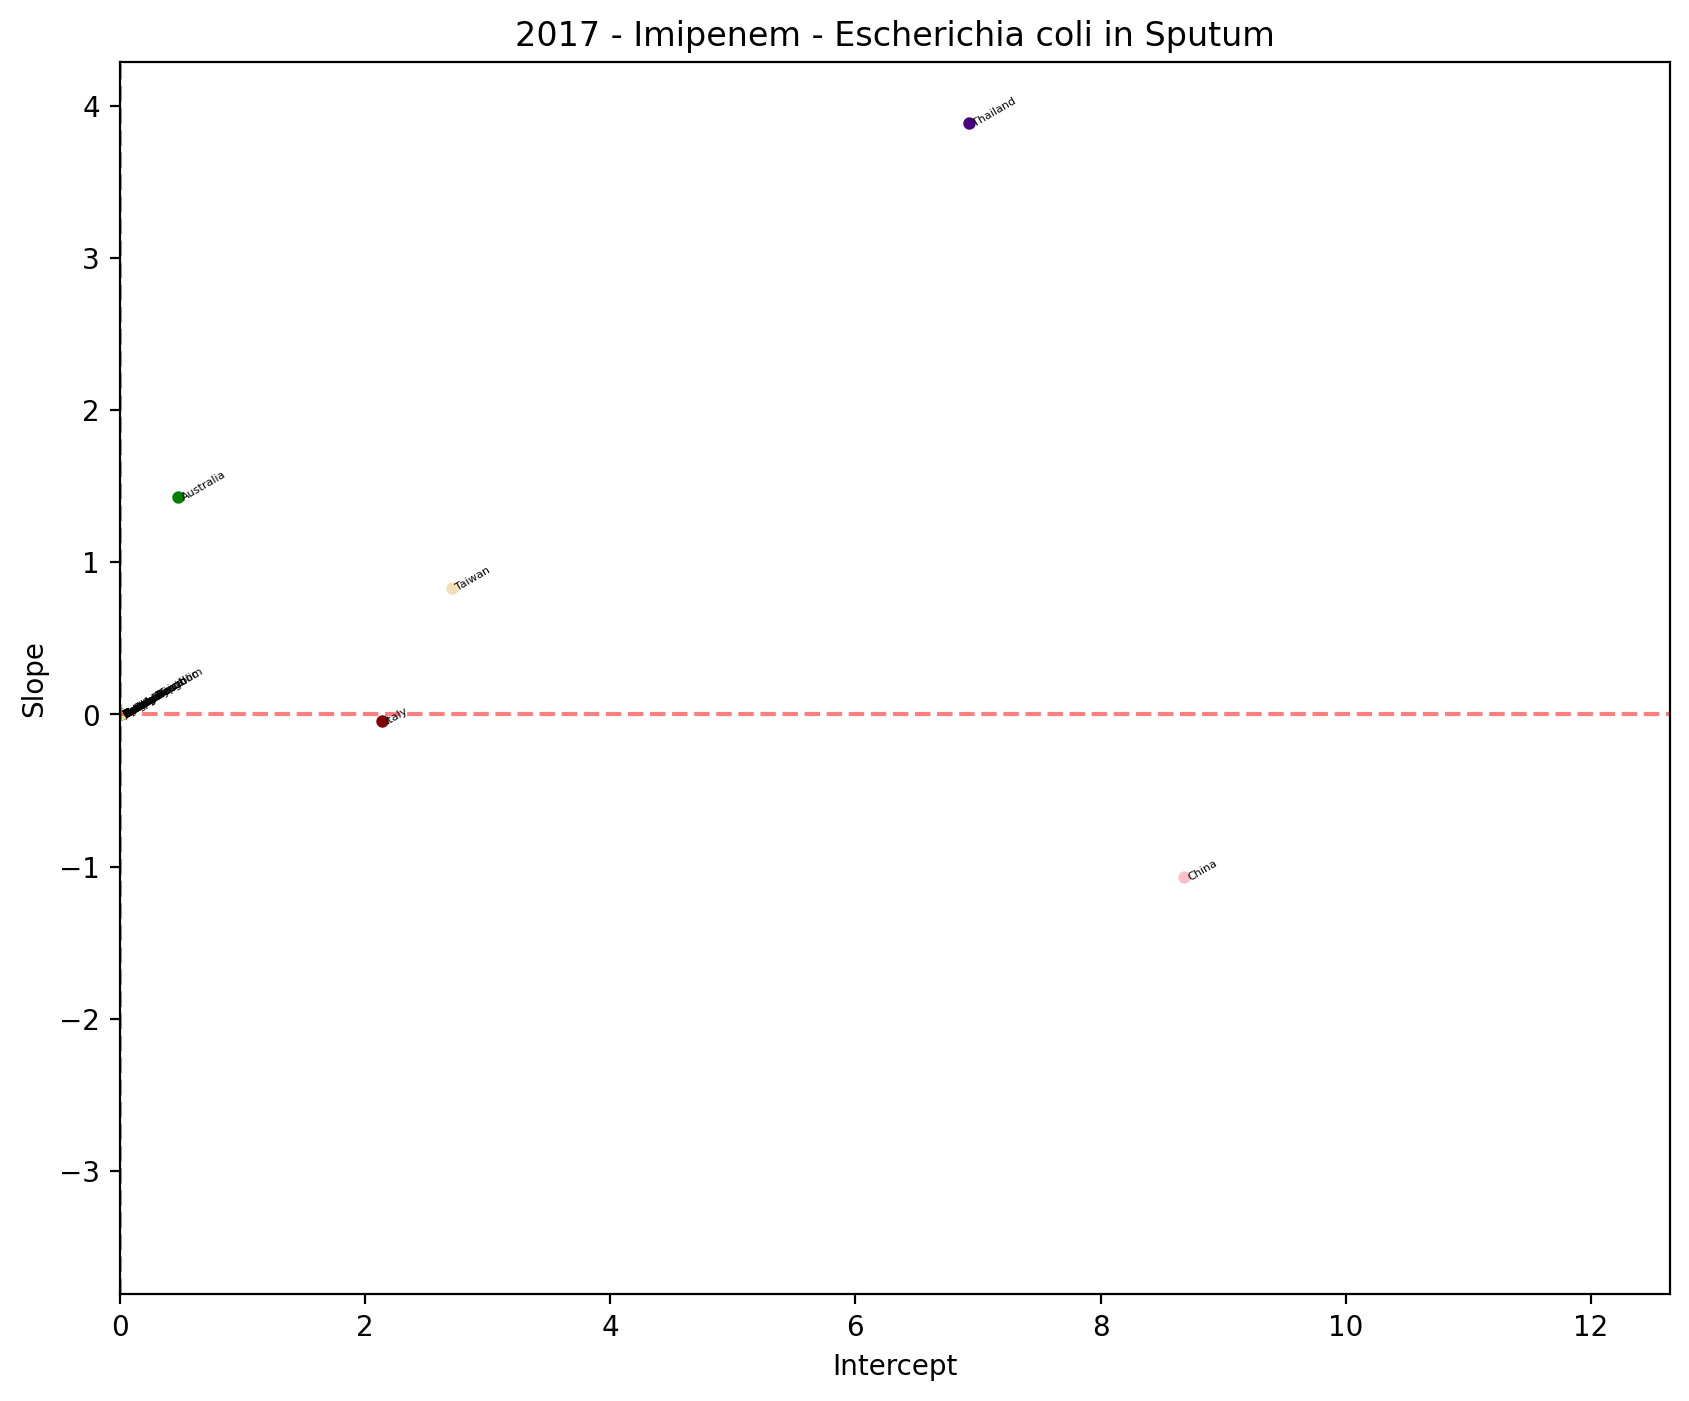 2017 - Imipenem - Escherichia coli in Sputum
4
3
2
1
0
−1
−2
−3
Slope
Thailand
Australia
Taiwan
Italy
China
0
2
4
6
8
10
12
Intercept